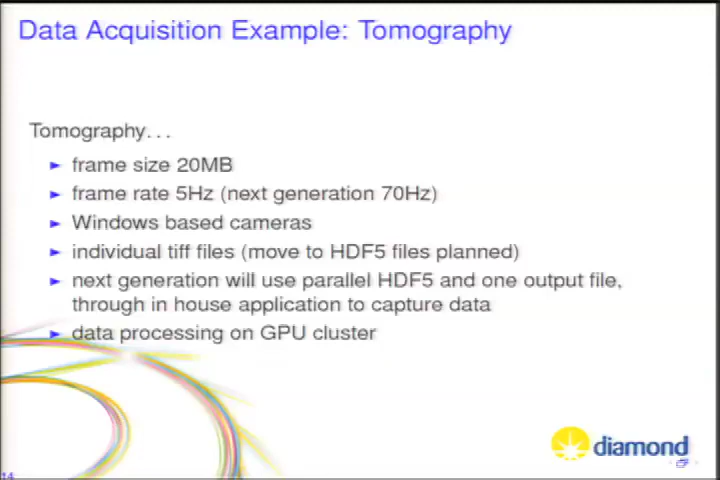 Data Acquisition Example: Tomography
Tomography...
frame size 20MB
frame rate 5Hz (next generation 70Hz)
Windows based cameras
individual tiff files (move to HDF5 files planned)
next generation will use parallel HDF5 and one output file,
through in house application to capture data
data processing on GPU cluster
diamond
14